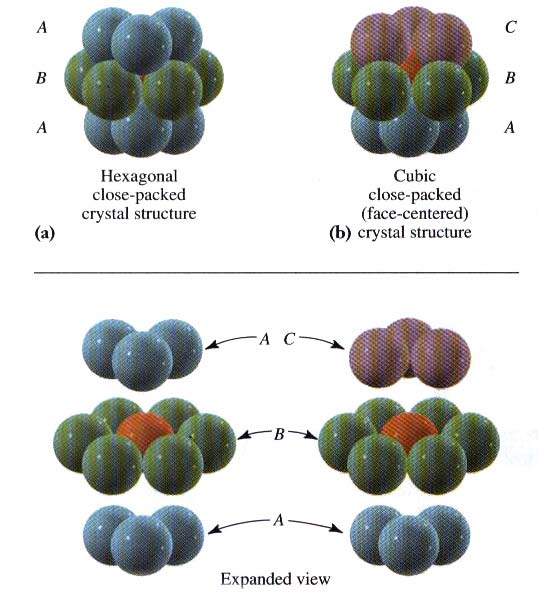 A
B
A
C
B
A
Hexagonal
close-packed
crystal structure
(a)
Cubic
close-packed
(face-centered)
(b) crystal structure
A C
B
A
Expanded view